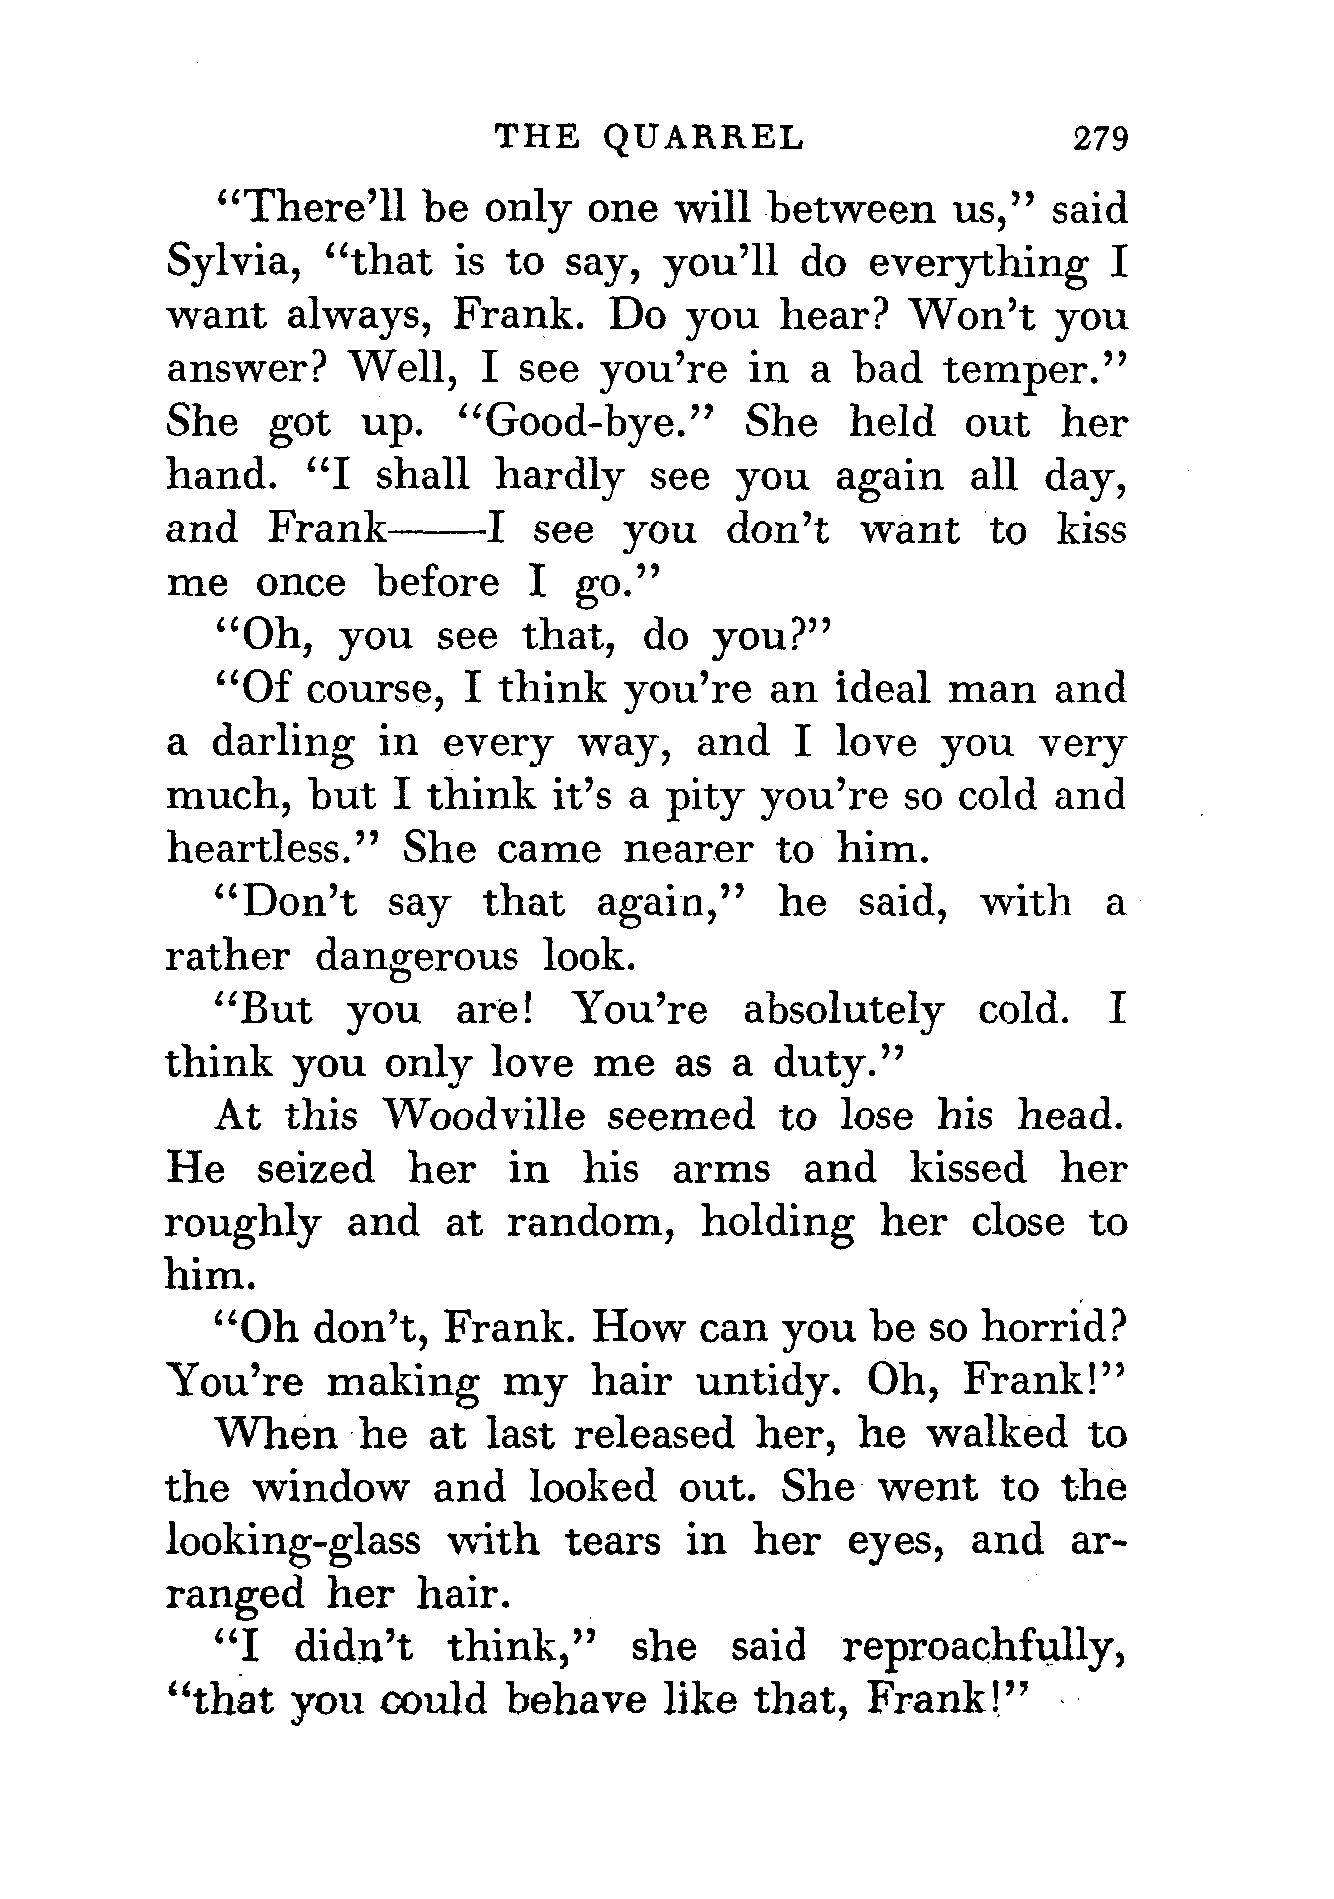 THE QUARREL 279
“There’ll be only one will between us,” said
Sylvia, “that is to say, you’ll do everything I
want always, Frank. Do you hear? Won’t you
answer? Well, I see you’re in a bad temper.”
She got up. “Good-bye.” She held out her
hand. “I shall hardly see you again all day,
and Frank——I see you don’t want to kiss
me once before I go.”
“Oh, you see that, do you?”
“Of course, I think you’re an ideal man and
a darling in every way, and I love you very
much, but I think it’s a pity you’re so cold and
heartless.” She came nearer to him.
“Don’t say that again,” he said, with a
rather dangerous look.
“But you are! You’re absolutely cold. I
think you only love me as a duty.”
At this Woodville seemed to lose his head.
He seized her in his arms and kissed her
roughly and at random, holding her close to
him.
“Oh don’t, Frank. How can you be so horrid?
You’re making my hair untidy. Oh, Frank!”
When he at last released her, he walked to
the window and looked out. She went to the
looking-glass with tears in her eyes, and ar-
ranged her hair.
“I didn’t think,” she said reproachfully,
“that you could behave like that, Frank!”